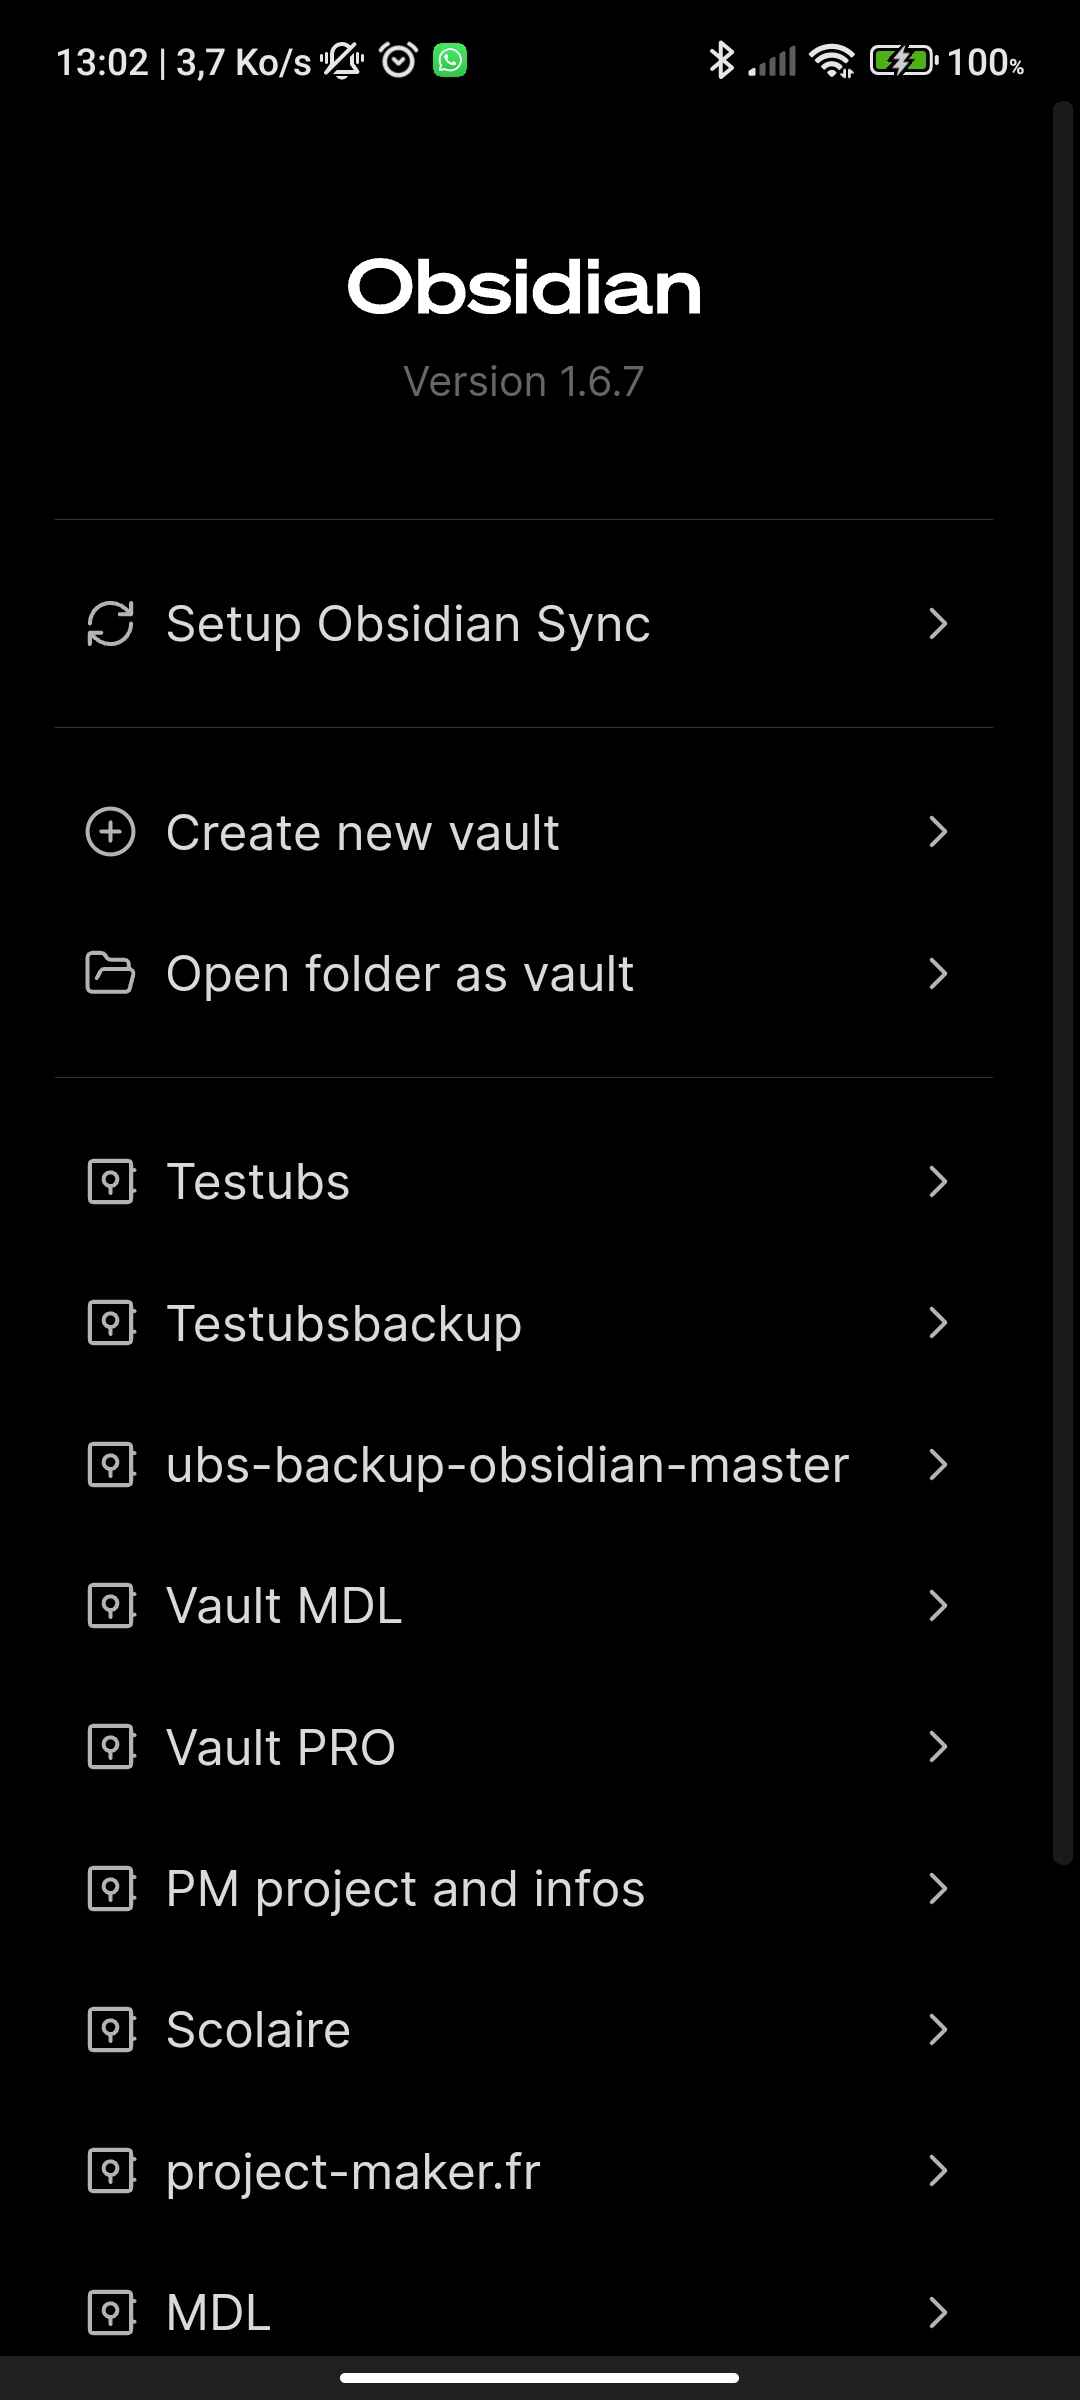 13:02 | 3,7 Ko/s 100%
Obsidian
Version 1.6.7
Setup Obsidian Sync
Create new vault
Open folder as vault
Testubs
Testubsbackup
ubs-backup-obsidian-master
Vault MDL
Vault PRO
PM project and infos
Scolaire
project-maker.fr
MDL